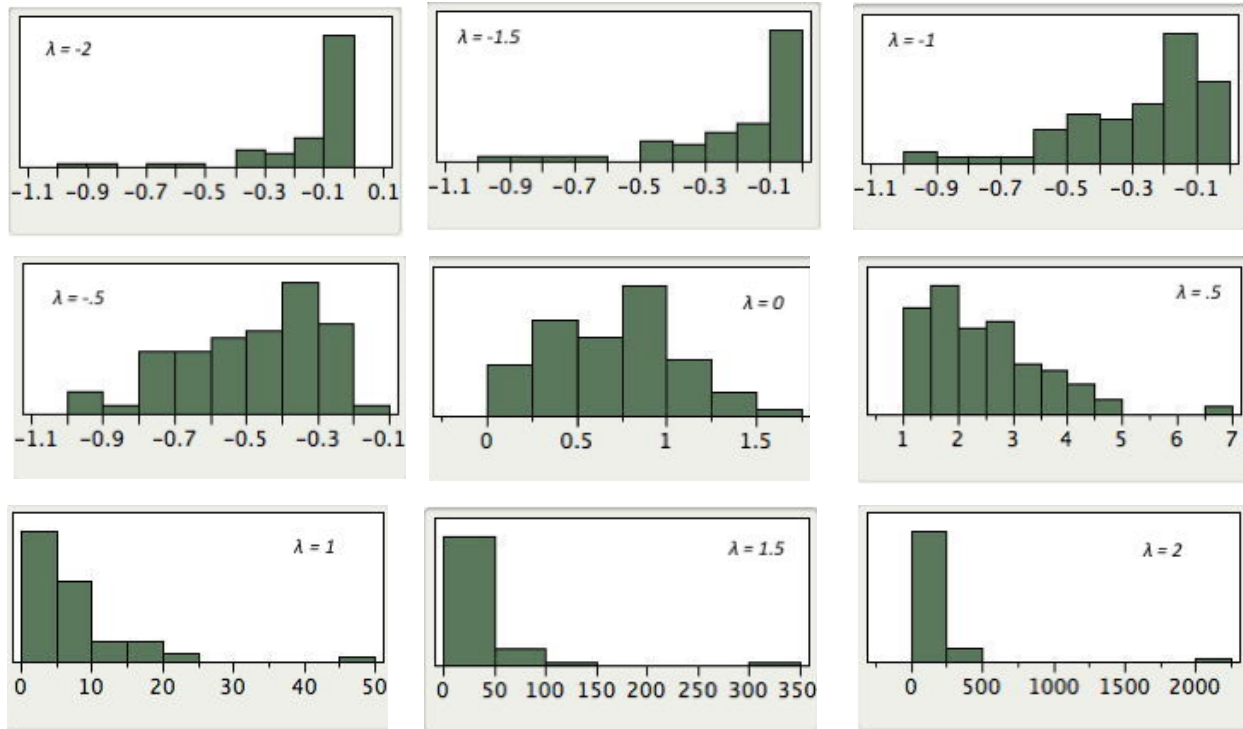 λ = -2
−1.1 −0.9 −0.7 −0.5 −0.3 −0.1 0.1
λ = -1.5
−1.1 −0.9 −0.7 −0.5 −0.3 −0.1
λ = -1
−1.1 −0.9 −0.7 −0.5 −0.3 −0.1
λ = -.5
−1.1 −0.9 −0.7 −0.5 −0.3 −0.1
λ = 0
0 0.5 1 1.5
λ = .5
1 2 3 4 5 6 7
λ = 1
0 10 20 30 40 50
λ = 1.5
0 50 100 150 200 250 300 350
λ = 2
0 500 1000 1500 2000